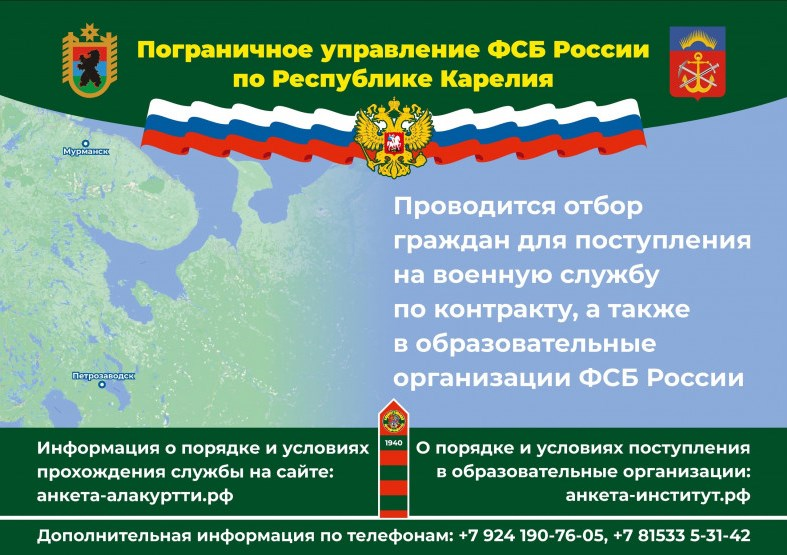 Пограничное управление ФСБ России
по Республике Карелия
Мурманск
Проводится отбор
граждан для поступления
на военную службу
по контракту, а также
в образовательные
организации ФСБ России
Петрозаводск
1940
Информация о порядке и условиях
прохождения службы на сайте:
анкета-алакуртти.рф
О порядке и условиях поступления
в образовательные организации:
анкета-институт.рф
Дополнительная информация по телефонам: +7 924 190-76-05, +7 81533 5-31-42